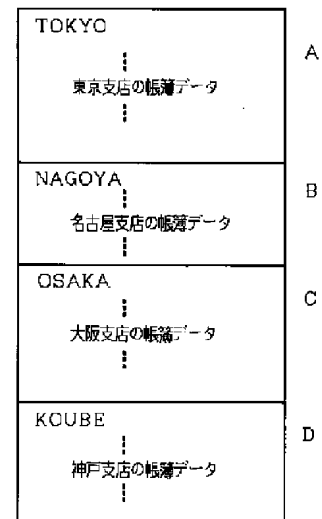 TOKYO
A
東京支店の帳簿データ
NAGOYA
B
名古屋支店の帳簿データ
OSAKA
C
大阪支店の帳簿データ
KOUBE
D
神戸支店の帳簿データ